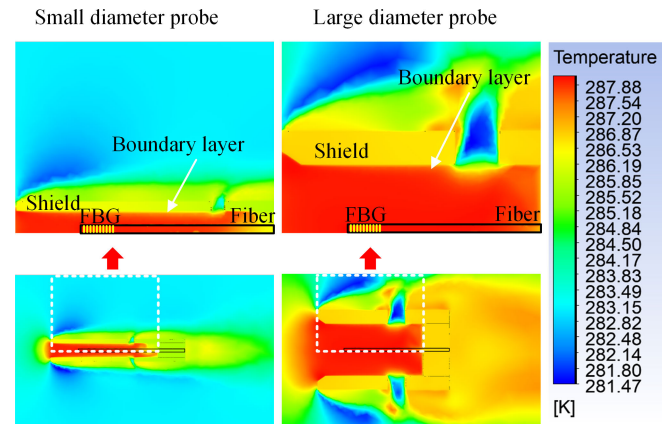 Small diameter probe
Large diameter probe
Boundary layer
Shield
FBG
Fiber
Boundary layer
Shield
FBG
Fiber
Temperature
287.88
287.54
287.20
286.87
286.53
286.19
285.85
285.52
285.18
284.84
284.50
284.17
283.83
283.49
283.15
282.82
282.48
282.14
281.80
281.47
[K]